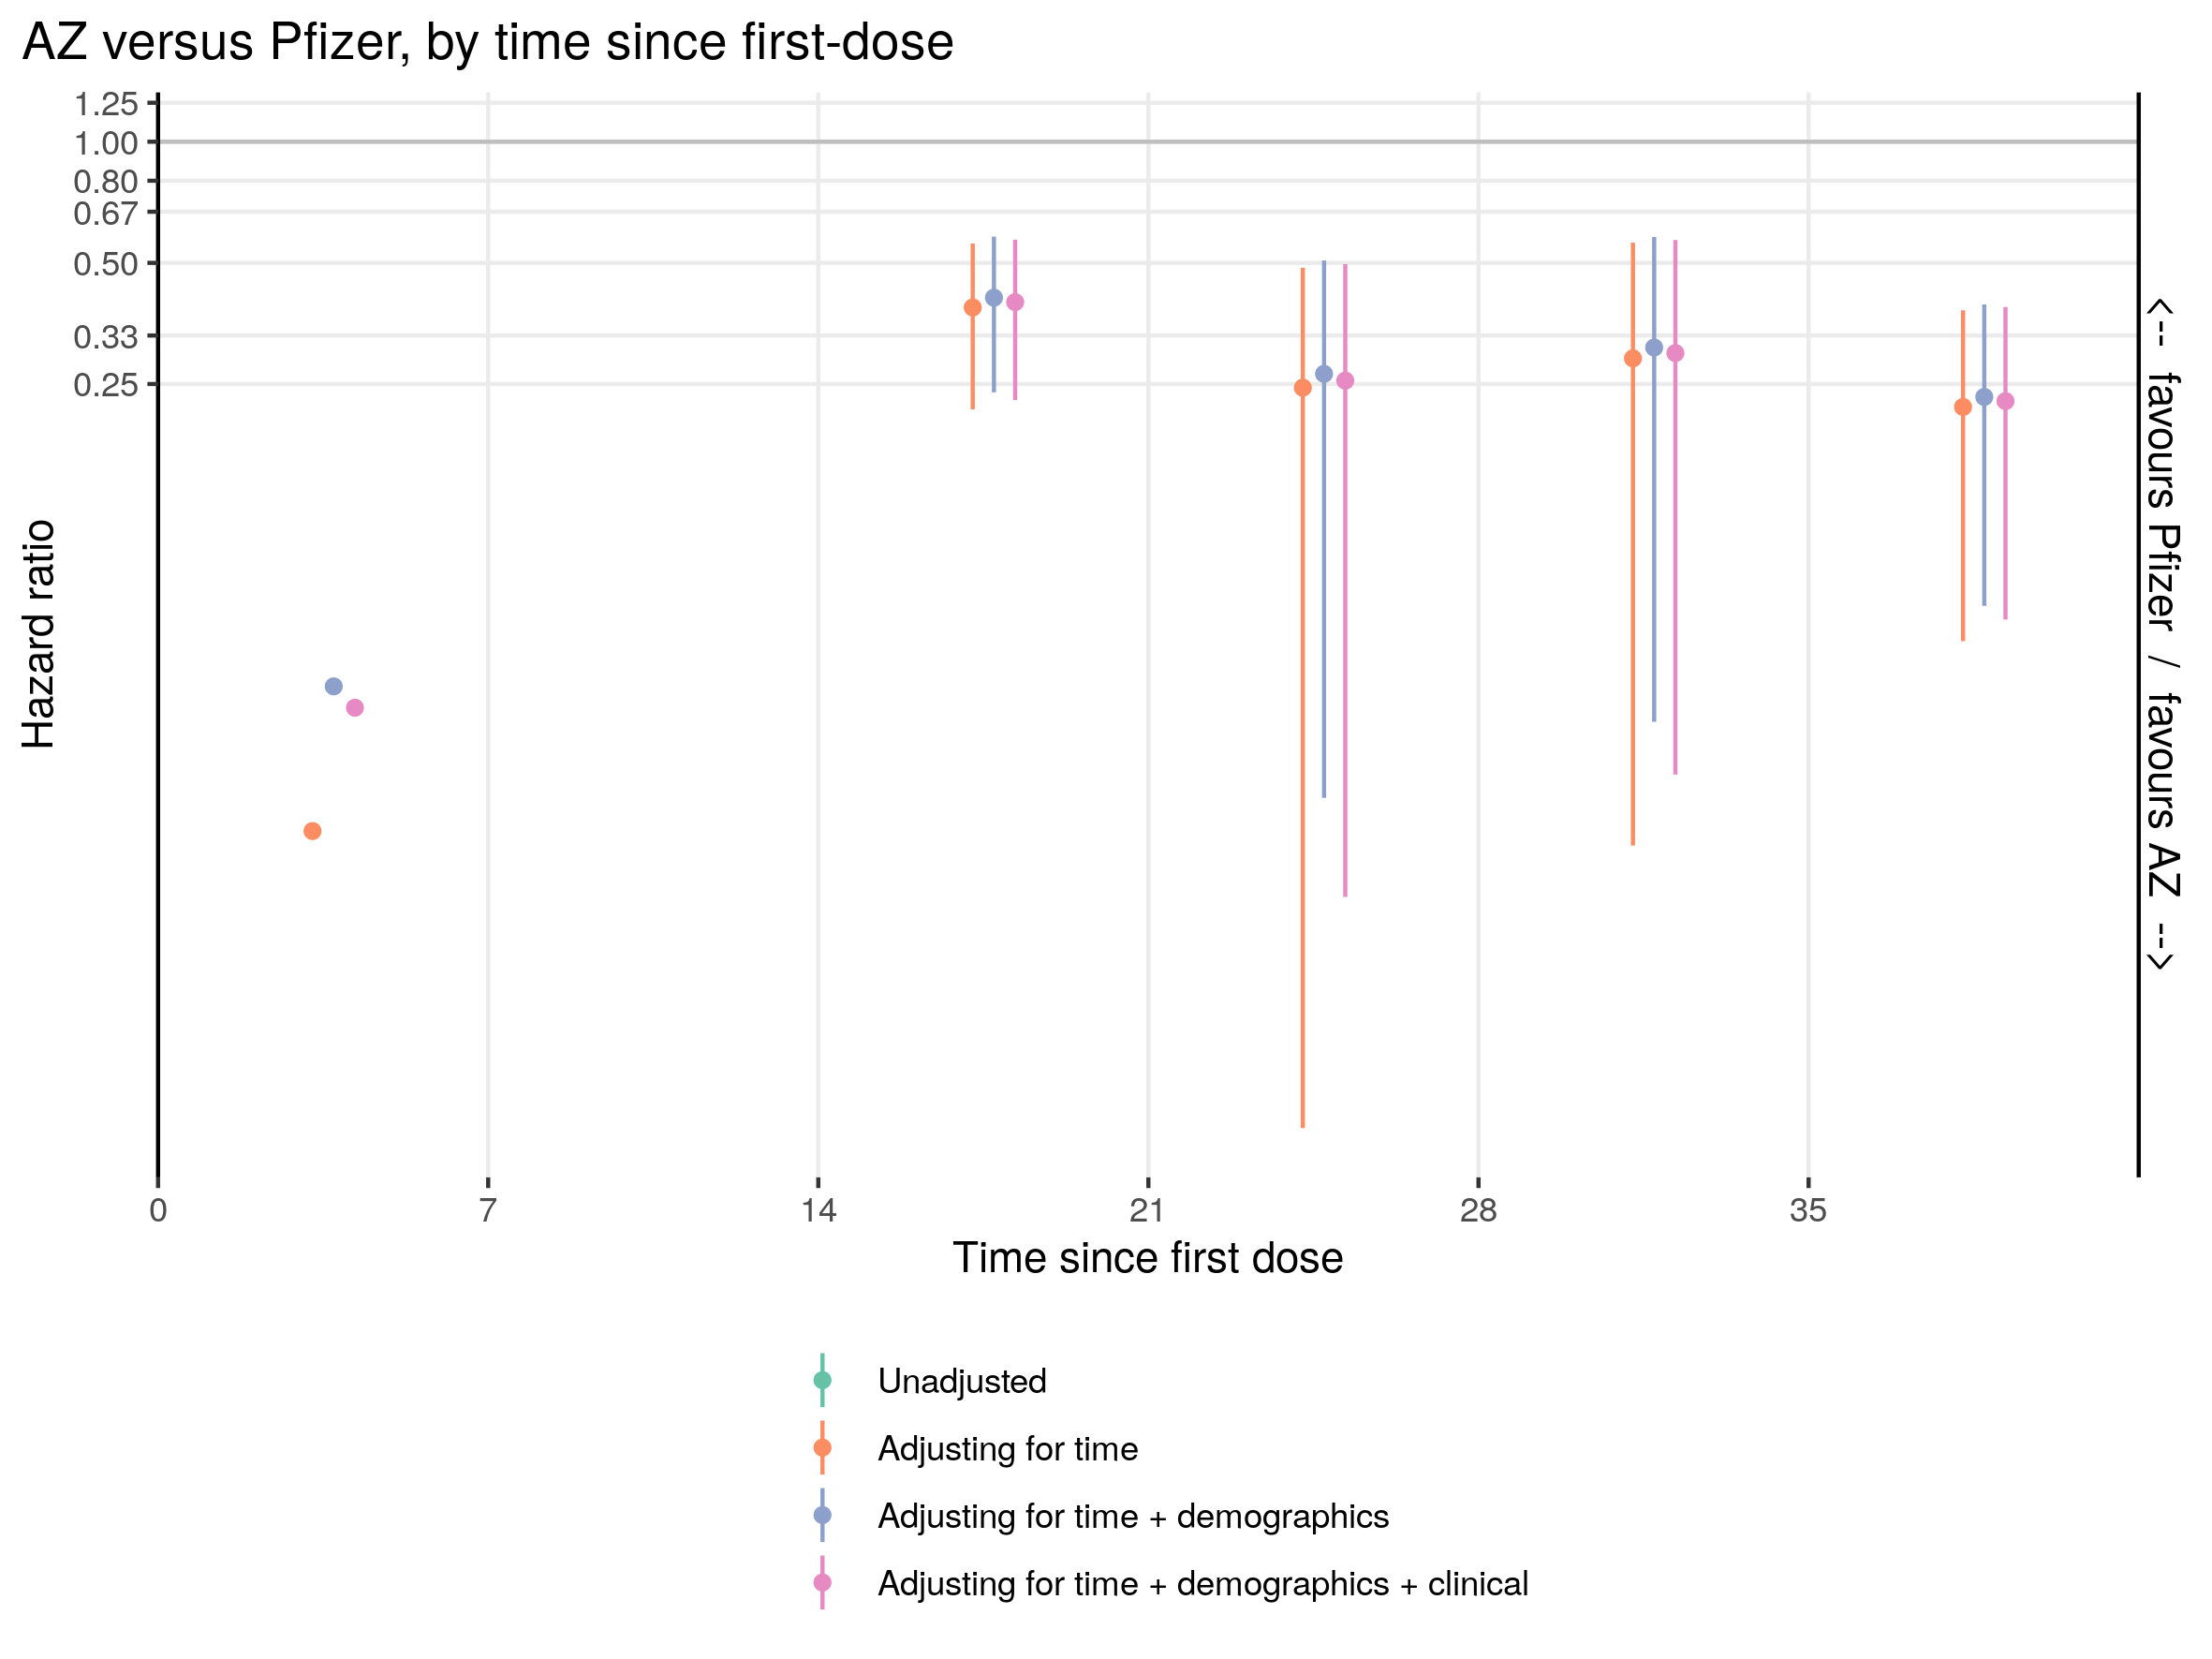 AZ versus Pfizer, by time since first-dose
1.25
1.00
0.80
0.67
0.50
0.33
0.25
Hazard ratio
<-- favours Pfizer / favours AZ -->
0 7 14 21 28 35
Time since first dose
Unadjusted
Adjusting for time
Adjusting for time + demographics
Adjusting for time + demographics + clinical